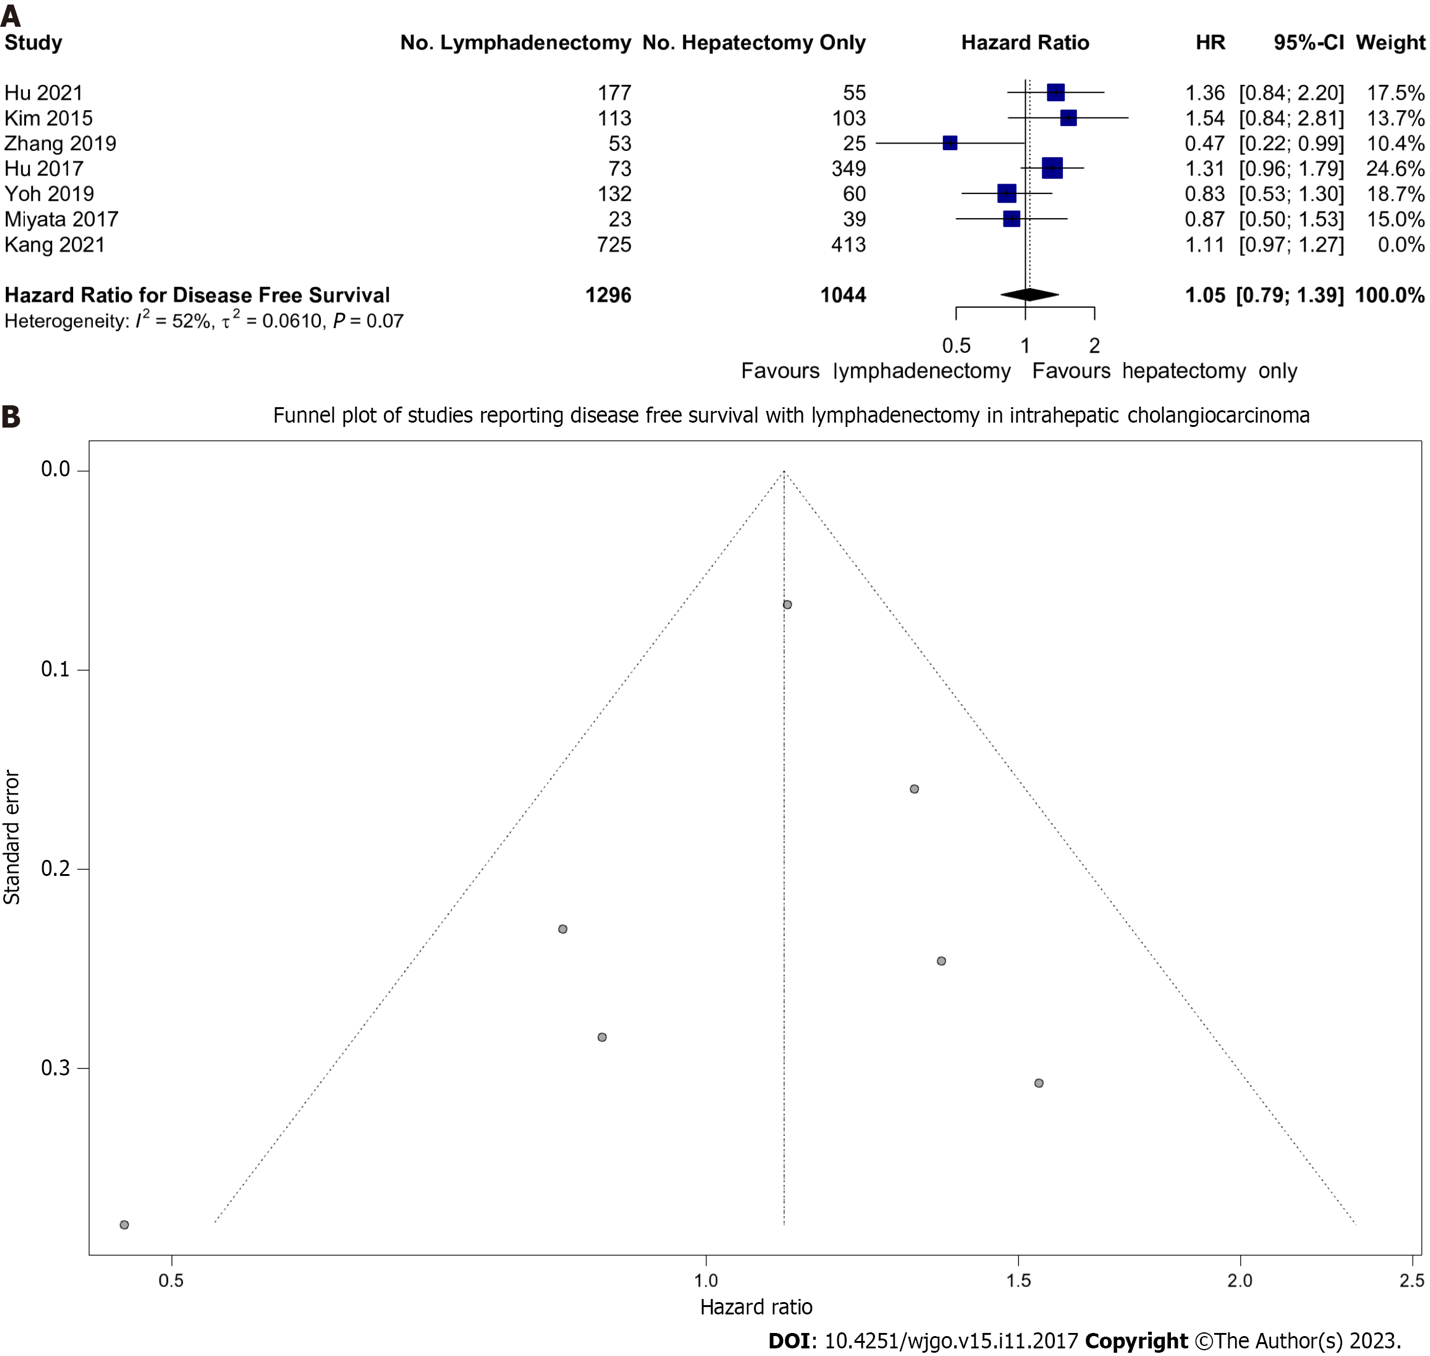 A
Study No. Lymphadenectomy No. Hepatectomy Only Hazard Ratio HR 95%-CI Weight
Hu 2021 177 55 1.36 [0.84; 2.20] 17.5%
Kim 2015 113 103 1.54 [0.84; 2.81] 13.7%
Zhang 2019 53 25 0.47 [0.22; 0.99] 10.4%
Hu 2017 73 349 1.31 [0.96; 1.79] 24.6%
Yoh 2019 132 60 0.83 [0.53; 1.30] 18.7%
Miyata 2017 23 39 0.87 [0.50; 1.53] 15.0%
Kang 2021 725 413 1.11 [0.97; 1.27] 0.0%
Hazard Ratio for Disease Free Survival 1296 1044 1.05 [0.79; 1.39] 100.0%
Heterogeneity: I² = 52%, τ² = 0.0610, P = 0.07
0.5 1 2
Favours lymphadenectomy Favours hepatectomy only
B
Funnel plot of studies reporting disease free survival with lymphadenectomy in intrahepatic cholangiocarcinoma
0.0
0.1
0.2
0.3
Standard error
0.5 1.0 1.5 2.0 2.5
Hazard ratio
DOI: 10.4251/wjgo.v15.i11.2017 Copyright ©The Author(s) 2023.